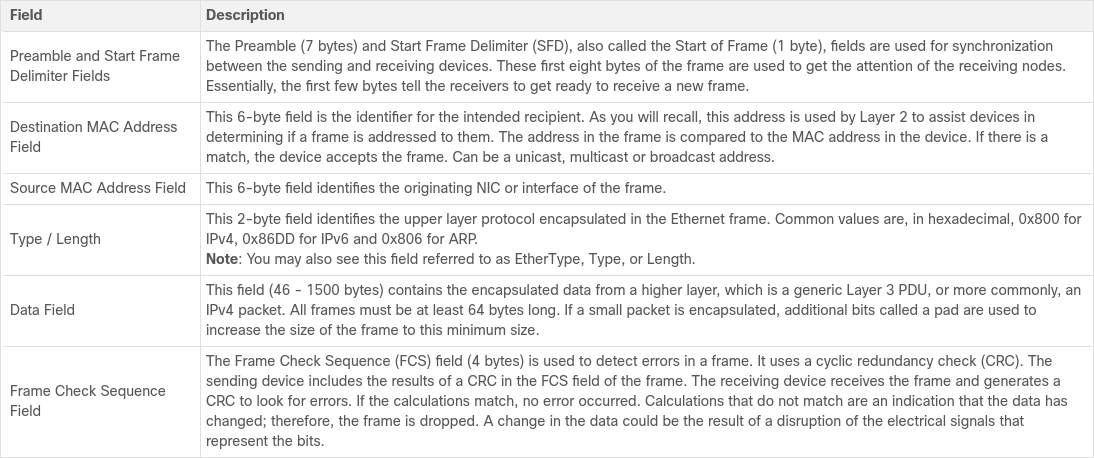 Field
Description
Preamble and Start Frame
Delimiter Fields
The Preamble (7 bytes) and Start Frame Delimiter (SFD), also called the Start of Frame (1 byte), fields are used for synchronization
between the sending and receiving devices. These first eight bytes of the frame are used to get the attention of the receiving nodes.
Essentially, the first few bytes tell the receivers to get ready to receive a new frame.
Destination MAC Address
Field
This 6-byte field is the identifier for the intended recipient. As you will recall, this address is used by Layer 2 to assist devices in
determining if a frame is addressed to them. The address in the frame is compared to the MAC address in the device. If there is a
match, the device accepts the frame. Can be a unicast, multicast or broadcast address.
Source MAC Address Field
This 6-byte field identifies the originating NIC or interface of the frame.
Type / Length
This 2-byte field identifies the upper layer protocol encapsulated in the Ethernet frame. Common values are, in hexadecimal, 0x800 for
IPv4, 0x86DD for IPv6 and 0x806 for ARP.
Note: You may also see this field referred to as EtherType, Type, or Length.
Data Field
This field (46 - 1500 bytes) contains the encapsulated data from a higher layer, which is a generic Layer 3 PDU, or more commonly, an
IPv4 packet. All frames must be at least 64 bytes long. If a small packet is encapsulated, additional bits called a pad are used to
increase the size of the frame to this minimum size.
Frame Check Sequence
Field
The Frame Check Sequence (FCS) field (4 bytes) is used to detect errors in a frame. It uses a cyclic redundancy check (CRC). The
sending device includes the results of a CRC in the FCS field of the frame. The receiving device receives the frame and generates a
CRC to look for errors. If the calculations match, no error occurred. Calculations that do not match are an indication that the data has
changed; therefore, the frame is dropped. A change in the data could be the result of a disruption of the electrical signals that
represent the bits.